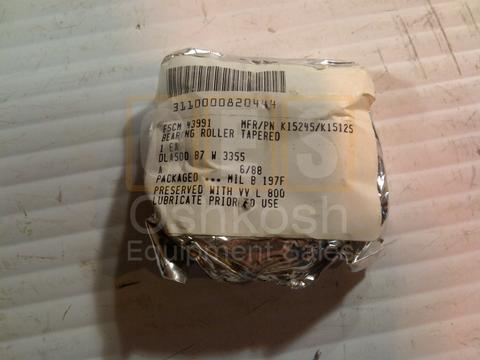 3110000820444
FSCM 43991 MFR/PN K15245/K15125
BEARING ROLLER TAPERED
1 EA
DLA500 87 W 3355
A 6/88
PACKAGED ... MIL B 197F
PRESERVED WITH VV L 800
LUBRICATE PRIOR TO USE
OES
Oshkosh
Equipment Sales